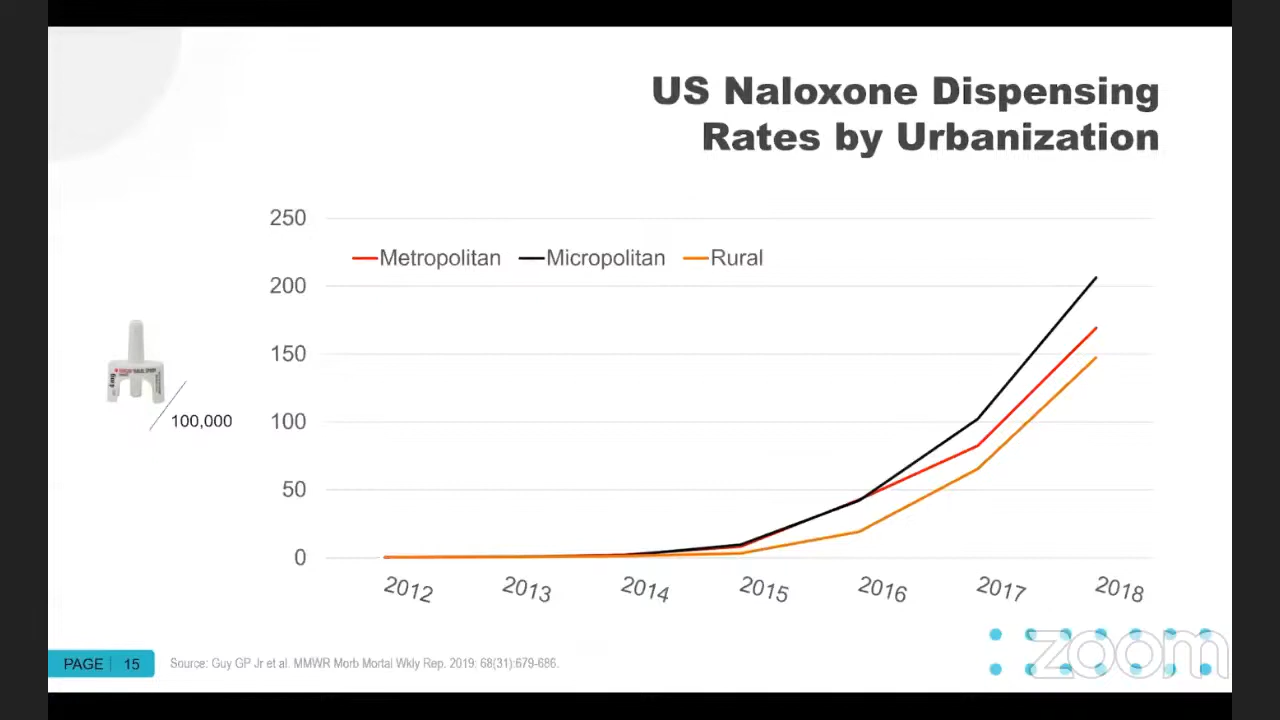 US Naloxone Dispensing
Rates by Urbanization
250
Metropolitan Micropolitan Rural
200
150
100
50
0
100,000
2012 2013 2014 2015 2016 2017 2018
PAGE 15
Source: Guy GP Jr et al. MMWR Morb Mortal Wkly Rep. 2019: 68(31):679-686.
zoom